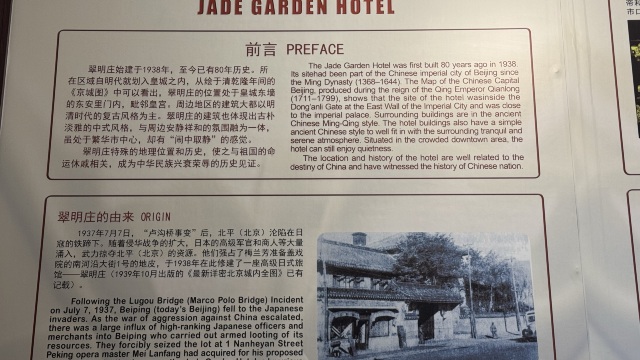 JADE GARDEN HOTEL
前言 PREFACE
翠明庄始建于1938年，至今已有80年历史。所
在区域自明代就划入皇城之内，从绘于清乾隆年间的
《京城图》中可以看出，翠明庄的位置处于皇城东墙
的东安里门内，毗邻皇宫，周边地区的建筑大都以明
清时代的复古风格为主。翠明庄的建筑也体现出古朴
淡雅的中式风格，与周边安静祥和的氛围融为一体，
虽处于繁华市中心，却有“闹中取静”的感觉。
翠明庄特殊的地理位置和历史，使之与祖国的命
运休戚相关，成为中华民族兴衰荣辱的历史见证。
The Jade Garden Hotel was first built 80 years ago in 1938.
Its sitehad been part of the Chinese imperial city of Beijing since
the Ming Dynasty (1368—1644). The Map of the Chinese Capital
Beijing, produced during the reign of the Qing Emperor Qianlong
(1711—1799), shows that the site of the hotel wasinside the
Dong'anli Gate at the East Wall of the Imperial City and was close
to the imperial palace. Surrounding buildings are in the ancient
Chinese Ming-Qing style. The hotel buildings also have a simple
ancient Chinese style to well fit in with the surrounding tranquil and
serene atmosphere. Situated in the crowded downtown area, the
hotel can still enjoy quietness.
The location and history of the hotel are well related to the
destiny of China and have witnessed the history of Chinese nation.
翠明庄的由来 ORIGIN
1937年7月7日，“卢沟桥事变”后，北平（北京）沦陷在日
寇的铁蹄下。随着侵华战争的扩大，日本的高级军官和商人等大量
涌入，武力掠夺北平（北京）的资源。他们强占了梅兰芳准备盖戏
院的南河沿大街1号的地皮，于1938年在此修建了一座高级日式旅
馆——翠明庄（1939年10月出版的《最新详密北京城内全图》已有
记载）。
Following the Lugou Bridge (Marco Polo Bridge) Incident
on July 7, 1937, Beiping (today's Beijing) fell to the Japanese
invaders. As the war of aggression against China escalated,
there was a large influx of high-ranking Japanese officers and
merchants into Beiping who carried out armed looting of its
resources. They forcibly seized the lot at 1 Nanheyan Street
Peking opera master Mei Lanfang had acquired for his proposed